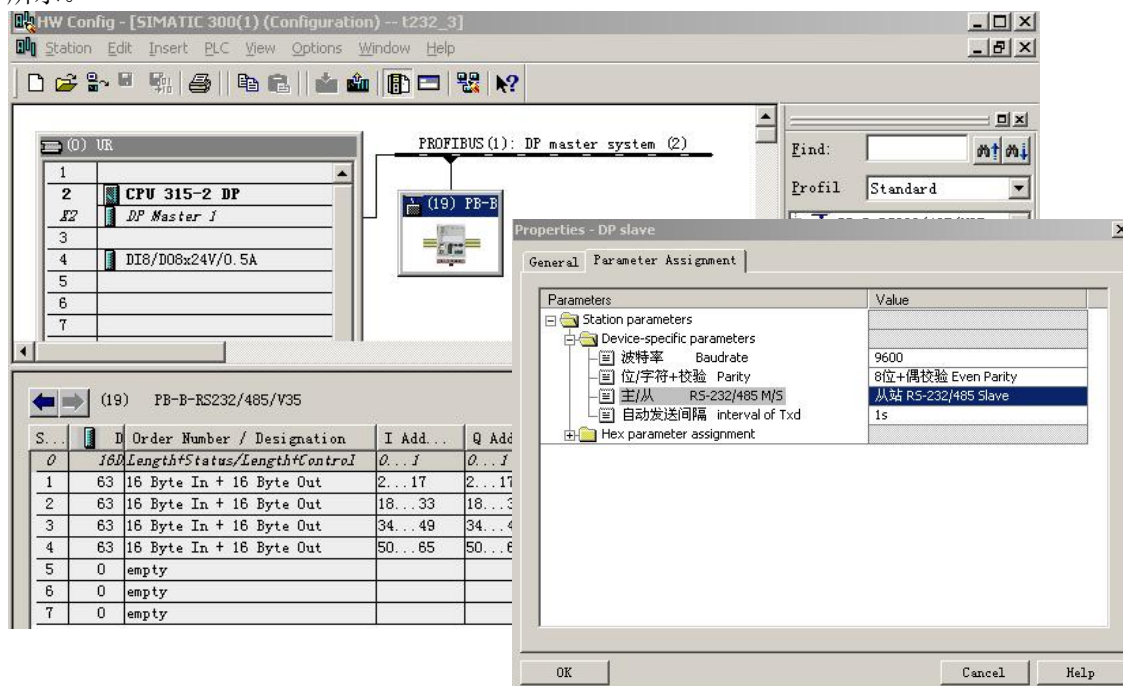 所示。
HW Config - [SIMATIC 300(1) (Configuration) -- t232_3]
Station Edit Insert PLC View Options Window Help
(0) UR
1
2 CPU 315-2 DP
X2 DP Master 1
3
4 DI8/DO8x24V/0.5A
5
6
7
PROFIBUS(1): DP master system (2)
(19) PB-B
Find:
Profil Standard
(19) PB-B-RS232/485/V35
S... D Order Number / Designation I Add... Q Add
0 16D Length+Status/Length+Control 0...1 0...1
1 63 16 Byte In + 16 Byte Out 2...17 2...17
2 63 16 Byte In + 16 Byte Out 18...33 18...3
3 63 16 Byte In + 16 Byte Out 34...49 34...4
4 63 16 Byte In + 16 Byte Out 50...65 50...6
5 0 empty
6 0 empty
7 0 empty
Properties - DP slave
General Parameter Assignment
Parameters Value
Station parameters
Device-specific parameters
波特率 Baudrate 9600
位/字符+校验 Parity 8位+偶校验 Even Parity
主/从 RS-232/485 M/S 从站 RS-232/485 Slave
自动发送间隔 interval of Txd 1s
Hex parameter assignment
OK Cancel Help